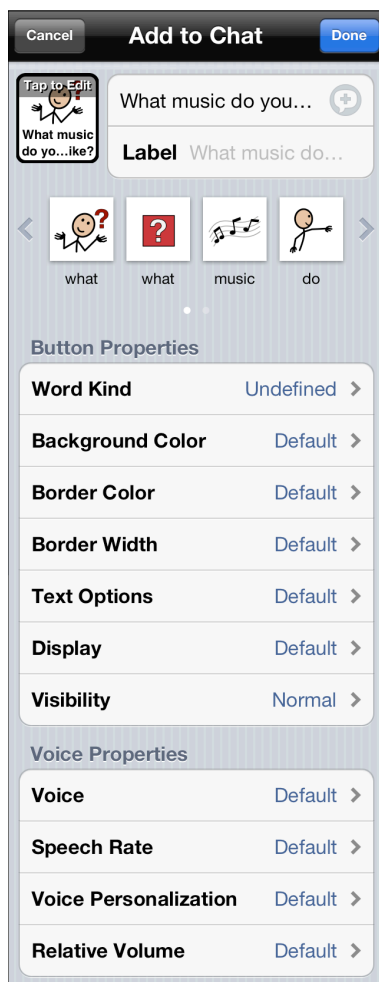 Cancel Add to Chat Done
Tap to Edit
?
What music
do yo...ike?
What music do you...
Label What music do...
? ?
what what music do
Button Properties
Word Kind Undefined
Background Color Default
Border Color Default
Border Width Default
Text Options Default
Display Default
Visibility Normal
Voice Properties
Voice Default
Speech Rate Default
Voice Personalization Default
Relative Volume Default